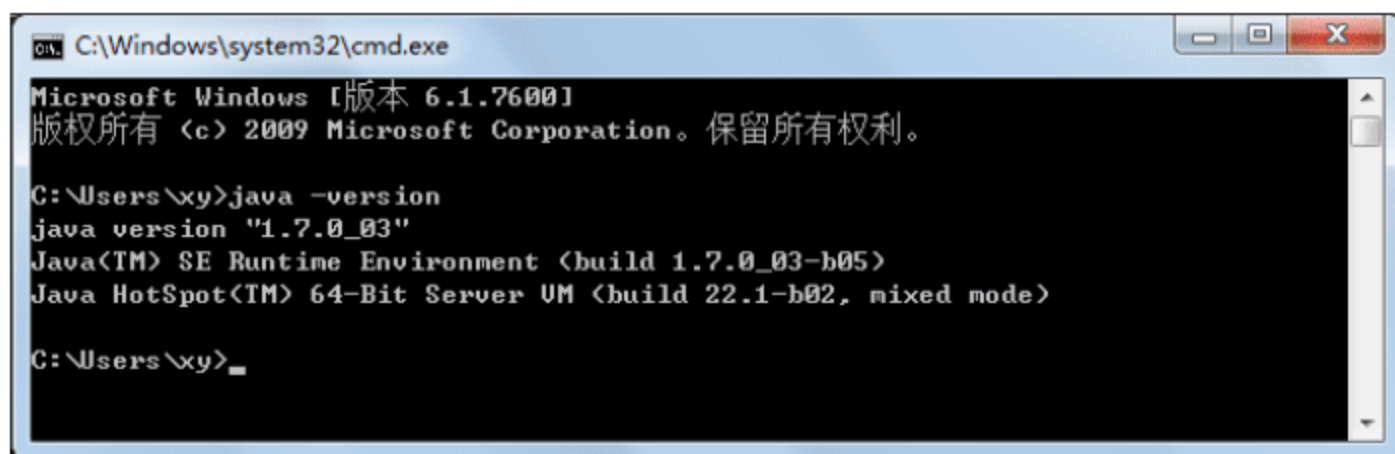 C:\Windows\system32\cmd.exe
Microsoft Windows [版本 6.1.7600]
版权所有 (c) 2009 Microsoft Corporation。保留所有权利。
C:\Users\xy>java -version
java version "1.7.0_03"
Java(TM) SE Runtime Environment (build 1.7.0_03-b05)
Java HotSpot(TM) 64-Bit Server VM (build 22.1-b02, mixed mode)
C:\Users\xy>